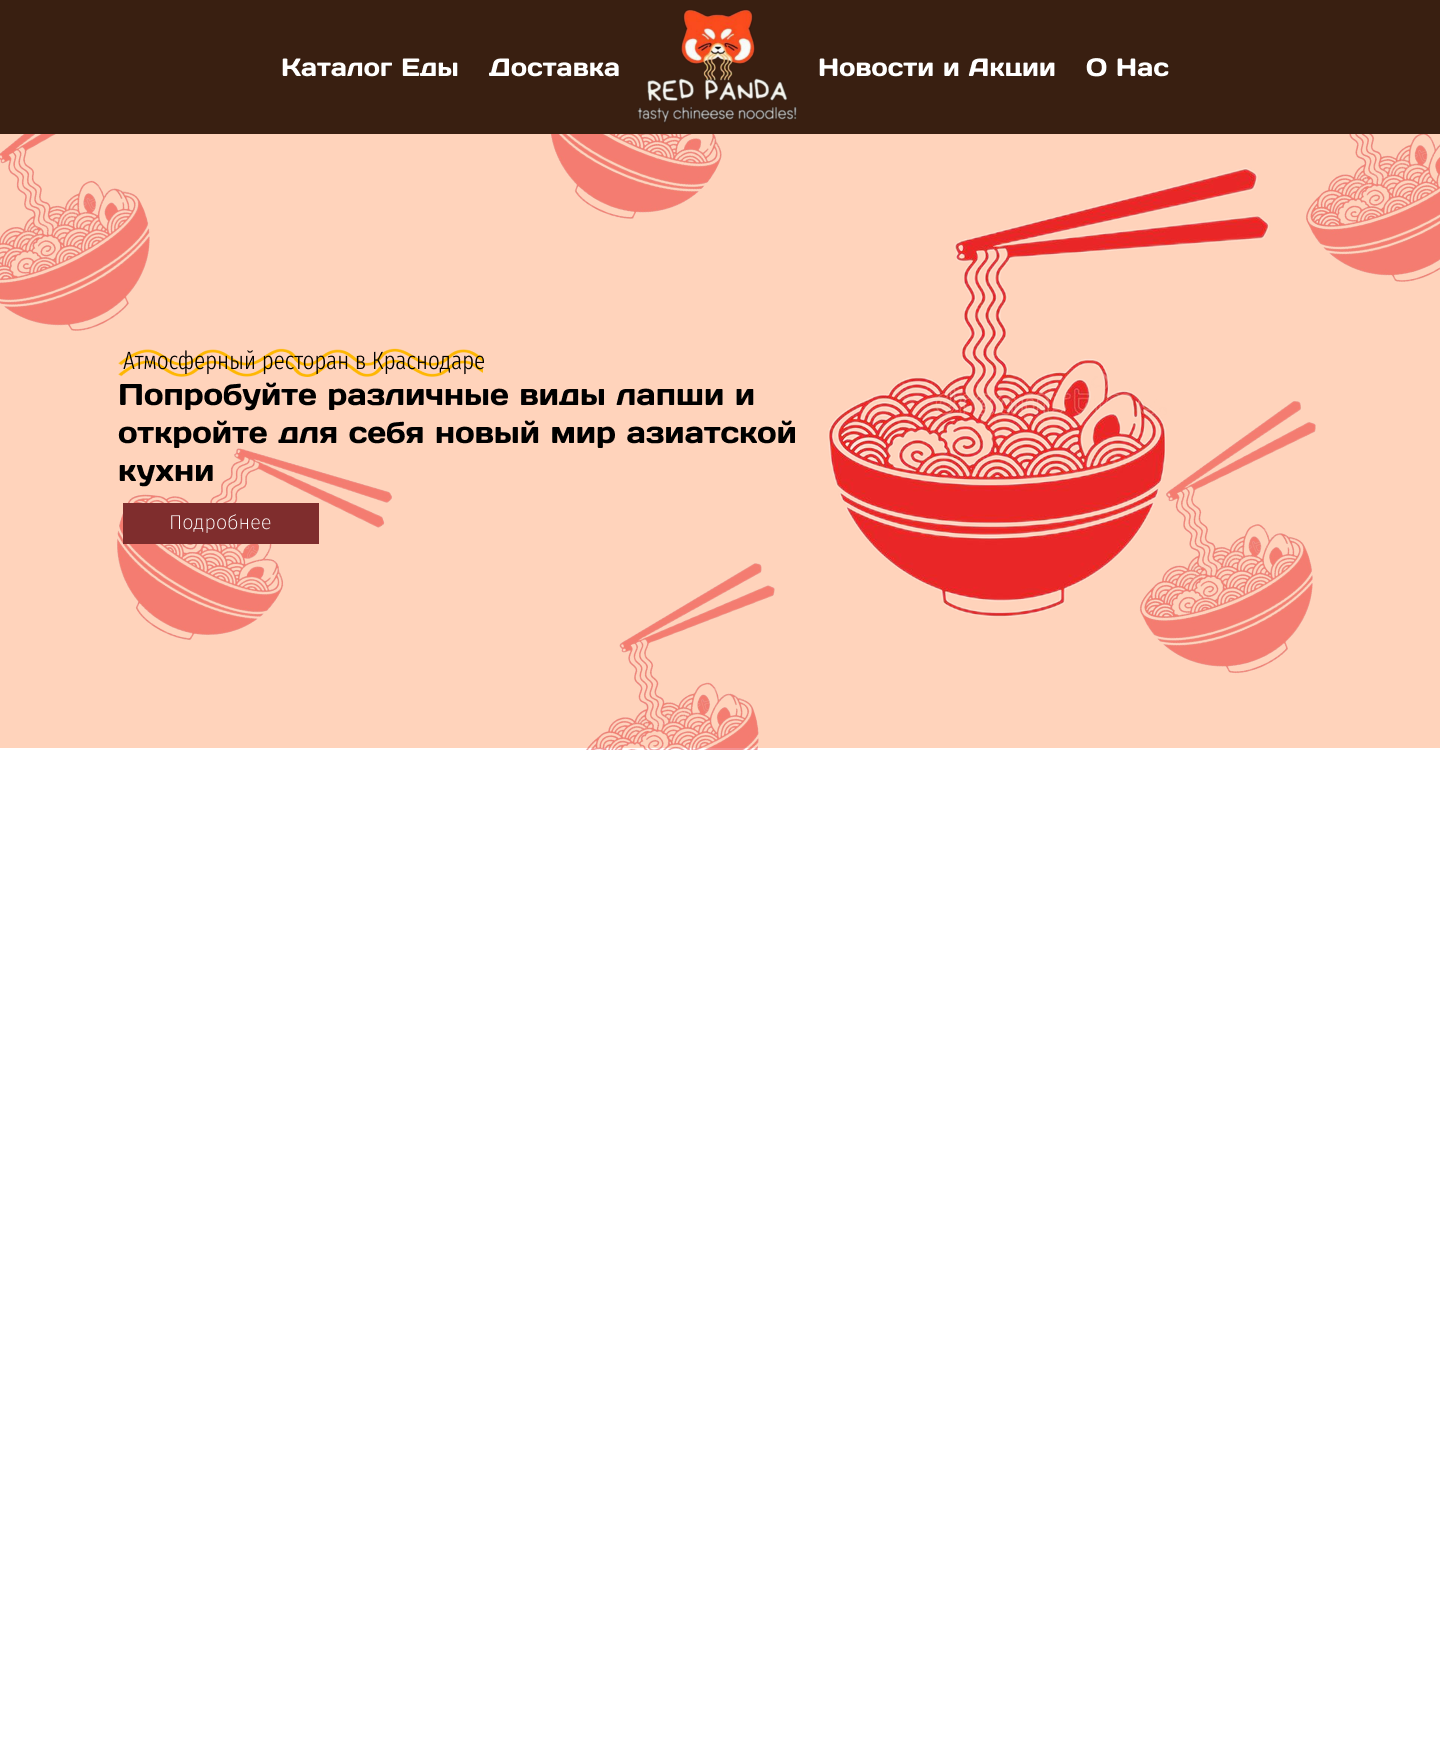 Каталог Еды Доставка
RED PANDA
tasty chineese noodles!
Новости и Акции О Нас
Атмосферный ресторан в Краснодаре
Попробуйте различные виды лапши и
откройте для себя новый мир азиатской
кухни
Подробнее